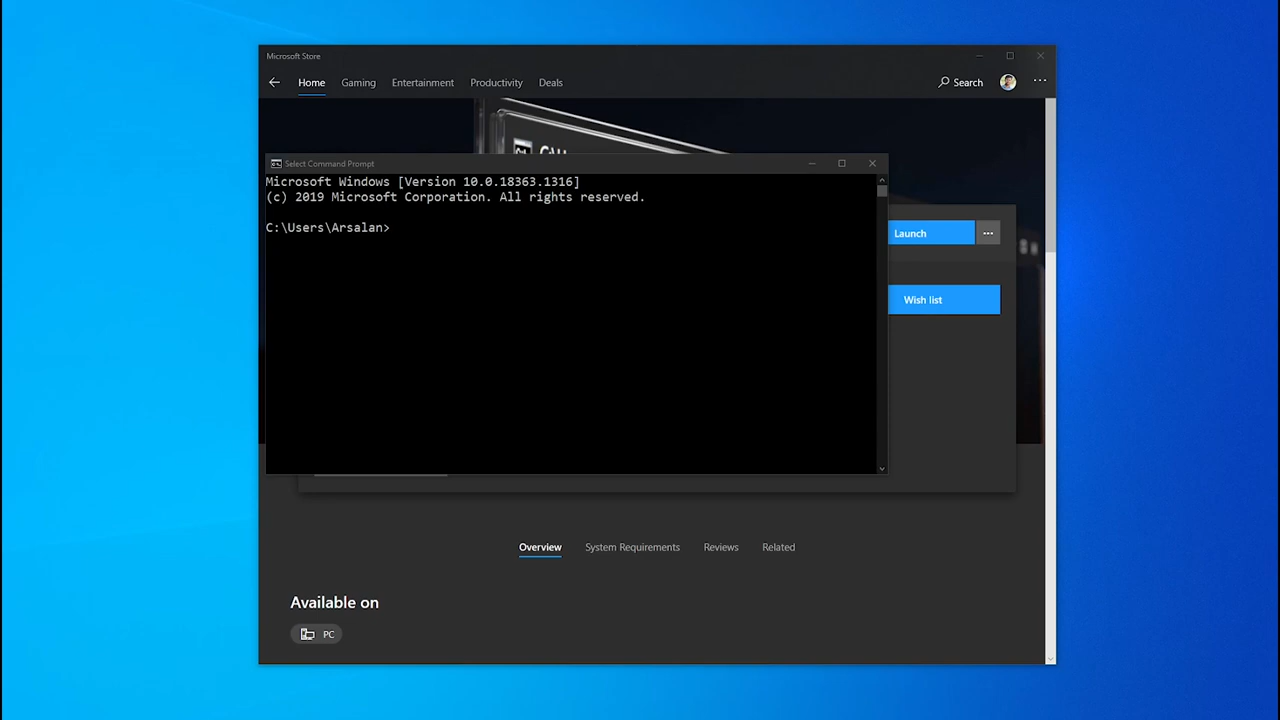 Microsoft Store
Home Gaming Entertainment Productivity Deals Search
Select Command Prompt
Microsoft Windows [Version 10.0.18363.1316]
(c) 2019 Microsoft Corporation. All rights reserved.
C:\Users\Arsalan>
Launch
Wish list
Overview System Requirements Reviews Related
Available on
PC